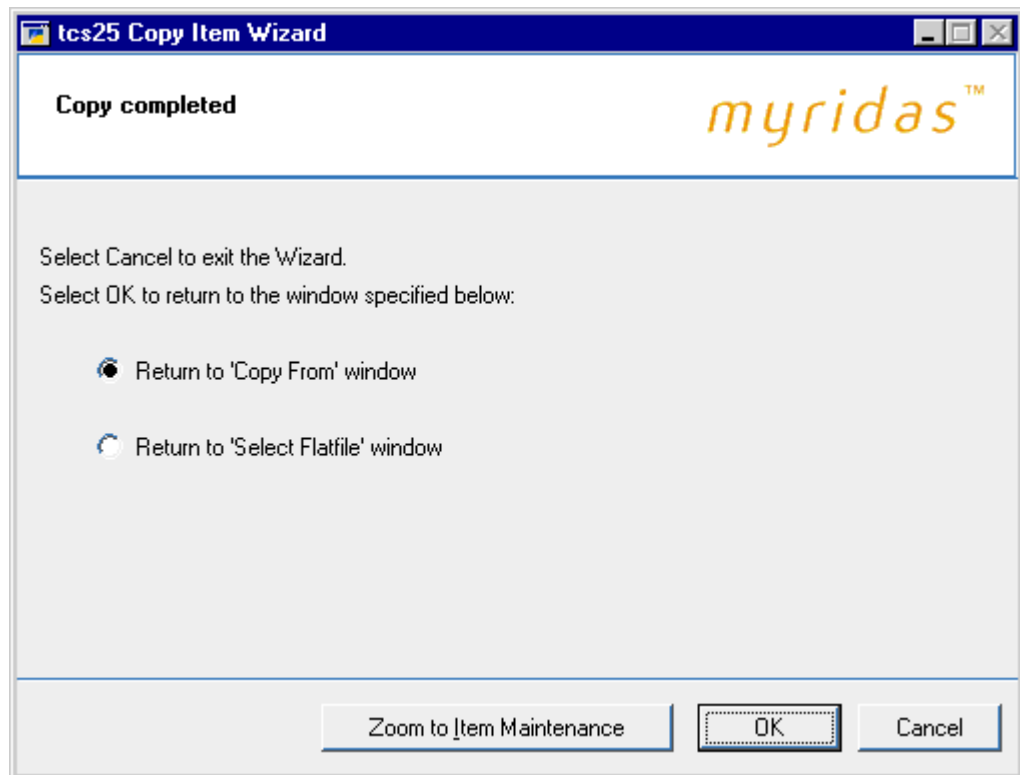 tcs25 Copy Item Wizard
Copy completed
myridas™
Select Cancel to exit the Wizard.
Select OK to return to the window specified below:
Return to 'Copy From' window
Return to 'Select Flatfile' window
Zoom to Item Maintenance
OK
Cancel